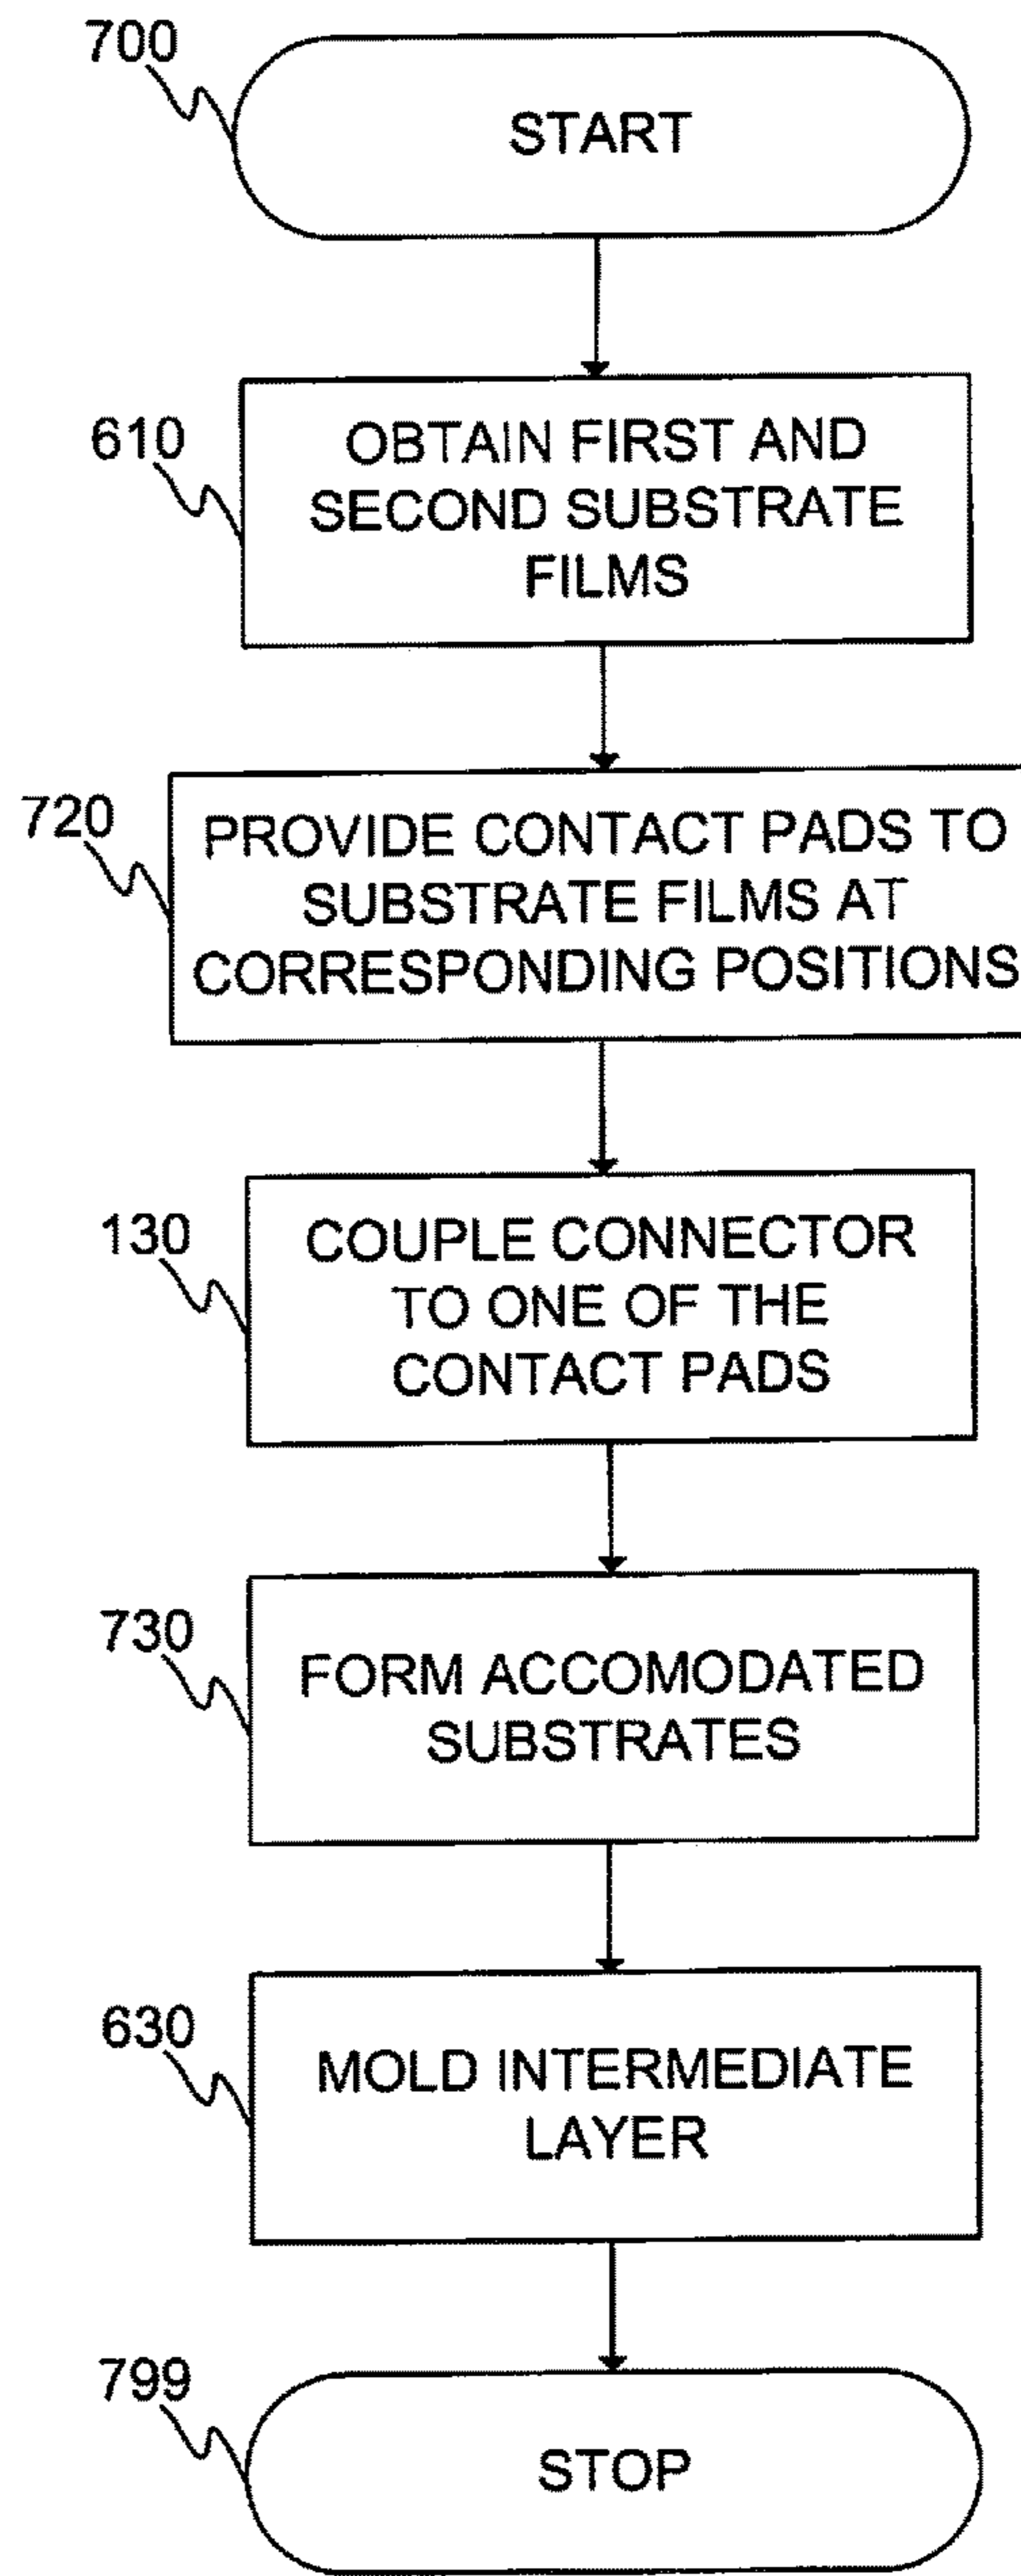 700
START
610
OBTAIN FIRST AND
SECOND SUBSTRATE
FILMS
720
PROVIDE CONTACT PADS TO
SUBSTRATE FILMS AT
CORRESPONDING POSITIONS
130
COUPLE CONNECTOR
TO ONE OF THE
CONTACT PADS
730
FORM ACCOMODATED
SUBSTRATES
630
MOLD INTERMEDIATE
LAYER
799
STOP